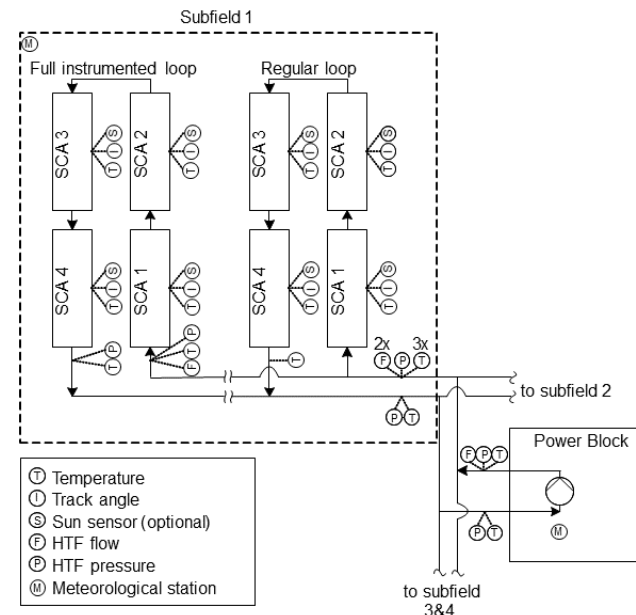 Subfield 1
M
Full instrumented loop
Regular loop
SCA 3
S
I
T
SCA 2
S
I
T
SCA 3
S
I
T
SCA 2
S
I
T
SCA 4
S
I
T
SCA 1
S
I
T
SCA 4
S
I
T
SCA 1
S
I
T
P
T
P
T
F
T
2x 3x
F P T
P T
to subfield 2
Power Block
F P T
M
P T
T Temperature
I Track angle
S Sun sensor (optional)
F HTF flow
P HTF pressure
M Meteorological station
to subfield
3&4